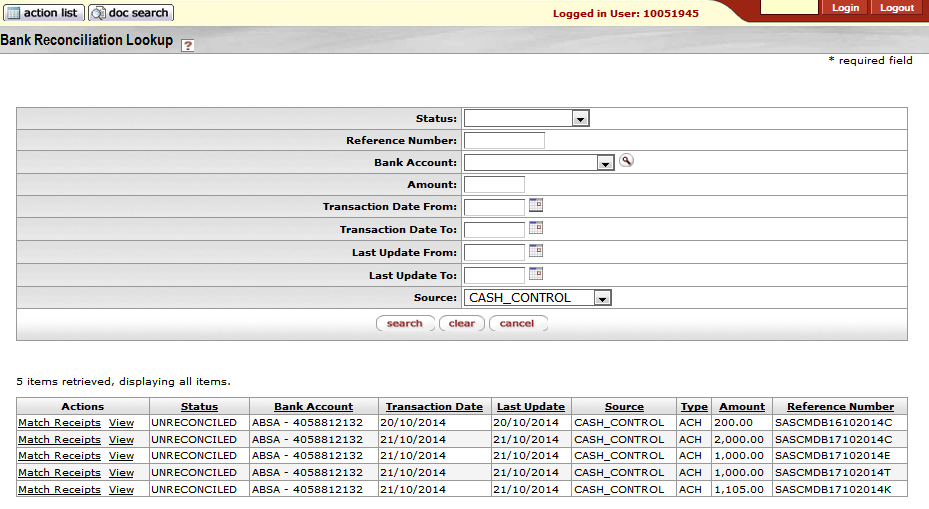 action list doc search Logged in User: 10051945 Login Logout
Bank Reconciliation Lookup ?
* required field
Status:
Reference Number:
Bank Account:
Amount:
Transaction Date From:
Transaction Date To:
Last Update From:
Last Update To:
Source: CASH_CONTROL
search clear cancel
5 items retrieved, displaying all items.
Actions Status Bank Account Transaction Date Last Update Source Type Amount Reference Number
Match Receipts View UNRECONCILED ABSA - 4058812132 20/10/2014 20/10/2014 CASH_CONTROL ACH 200.00 SASCMDB16102014C
Match Receipts View UNRECONCILED ABSA - 4058812132 21/10/2014 21/10/2014 CASH_CONTROL ACH 2,000.00 SASCMDB17102014C
Match Receipts View UNRECONCILED ABSA - 4058812132 21/10/2014 21/10/2014 CASH_CONTROL ACH 1,000.00 SASCMDB17102014E
Match Receipts View UNRECONCILED ABSA - 4058812132 21/10/2014 21/10/2014 CASH_CONTROL ACH 1,000.00 SASCMDB17102014T
Match Receipts View UNRECONCILED ABSA - 4058812132 21/10/2014 21/10/2014 CASH_CONTROL ACH 1,105.00 SASCMDB17102014K